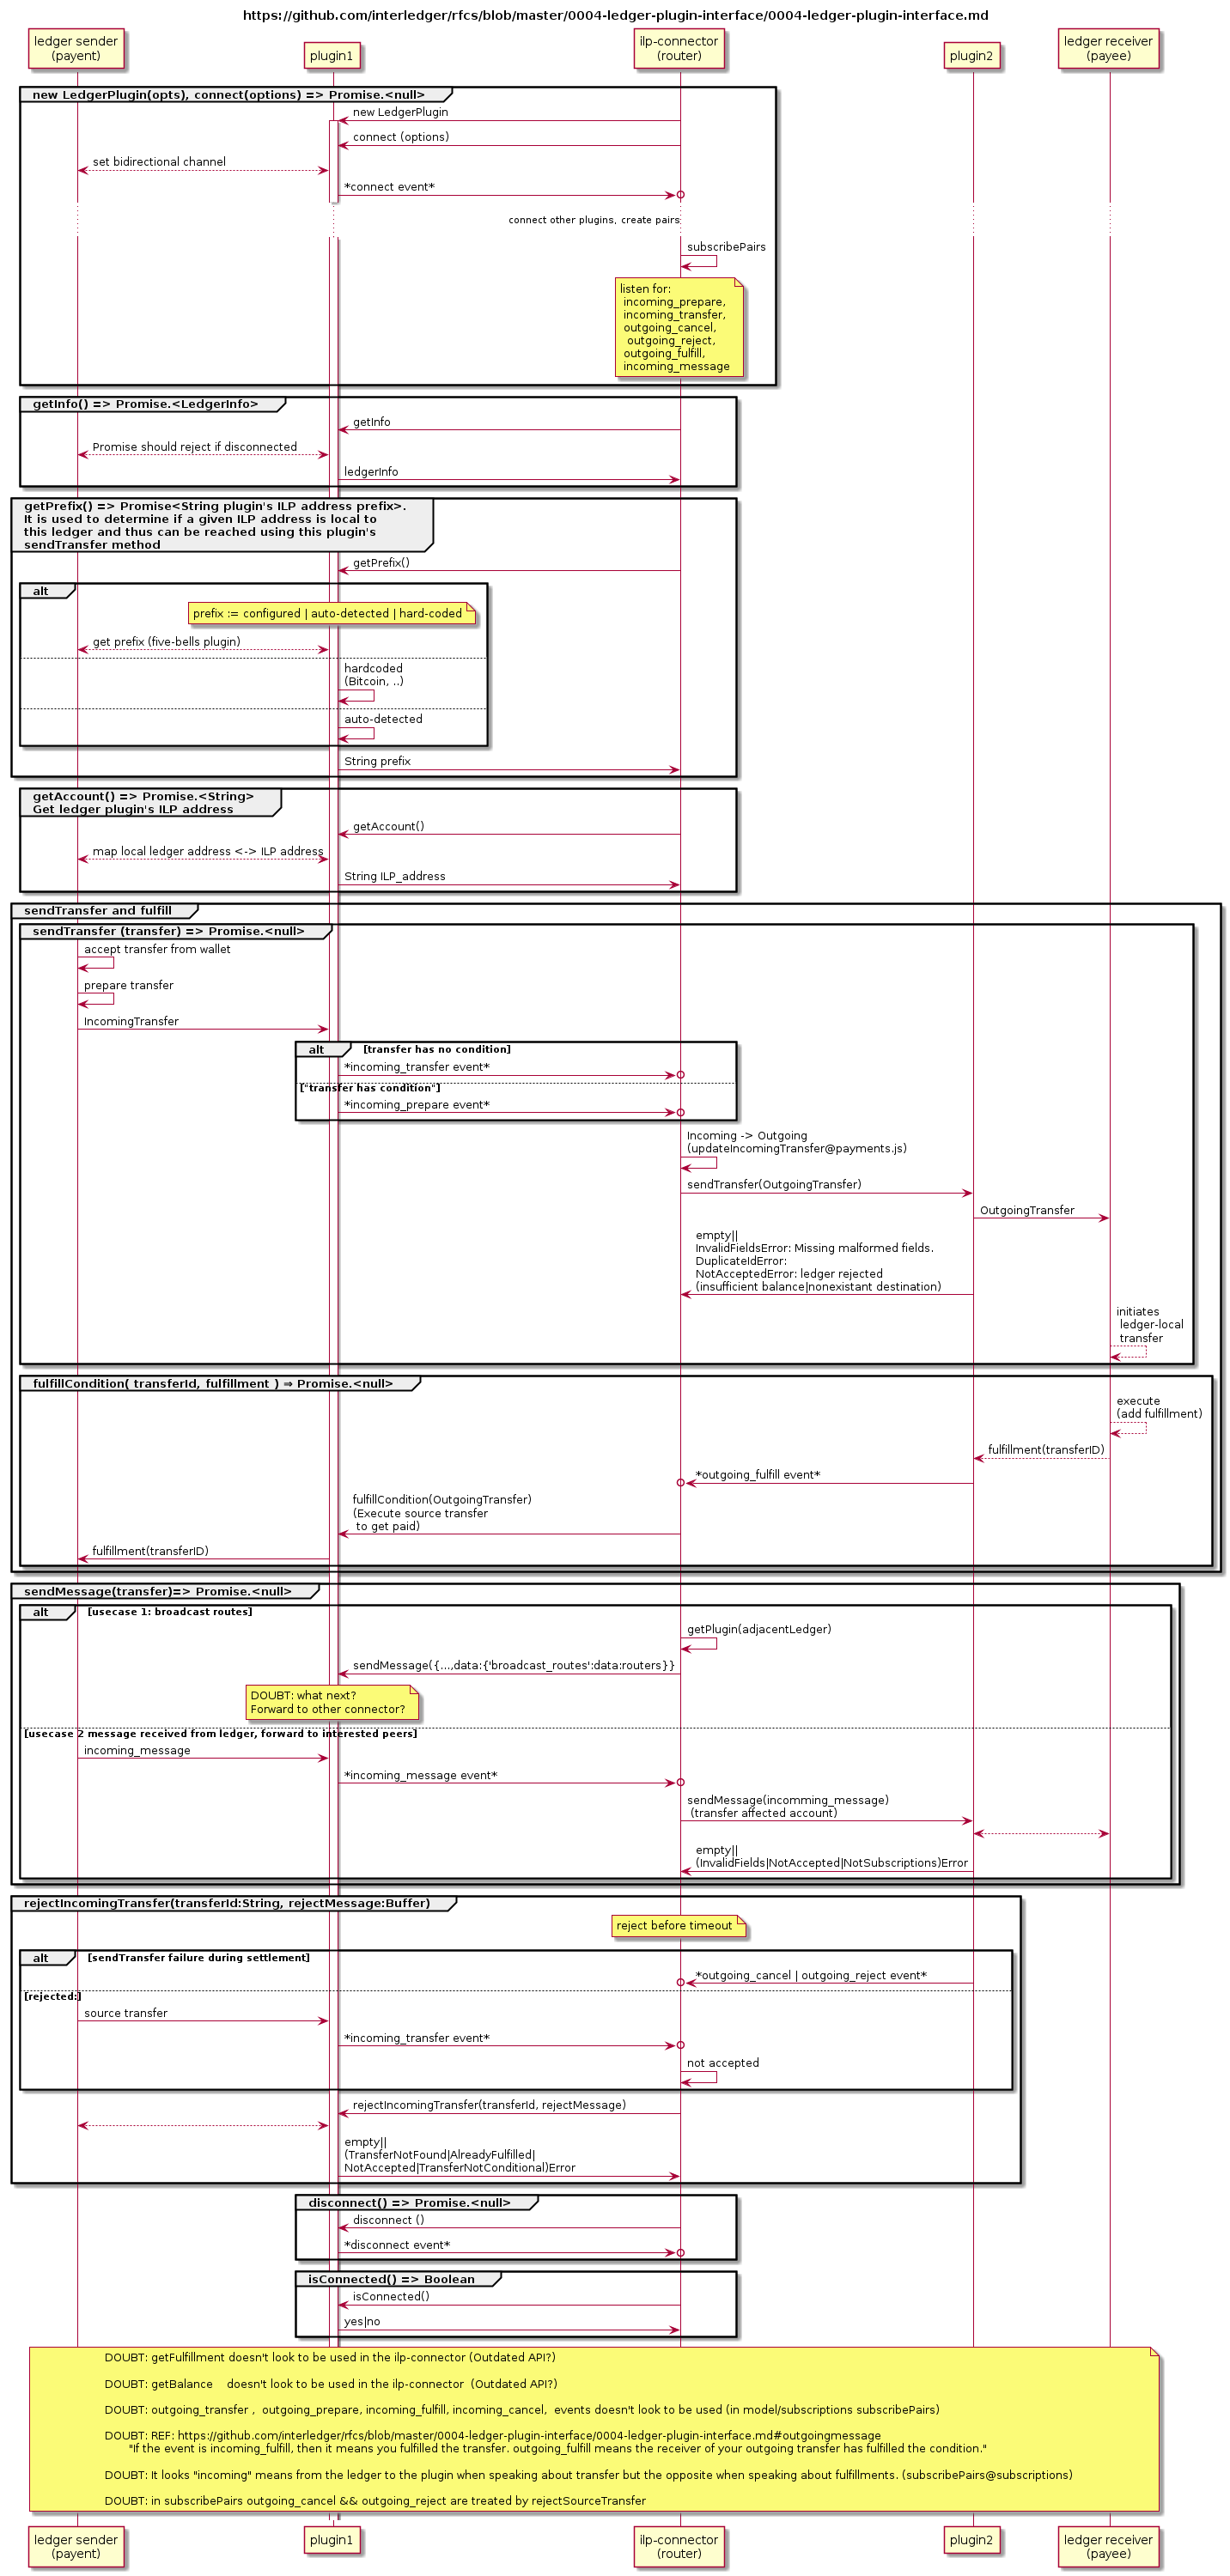 https://github.com/interledger/rfcs/blob/master/0004-ledger-plugin-interface/0004-ledger-plugin-interface.md
ledger sender
(payent)
plugin1
ilp-connector
(router)
plugin2
ledger receiver
(payee)
new LedgerPlugin(opts), connect(options) => Promise.<null>
new LedgerPlugin
connect (options)
set bidirectional channel
*connect event*
connect other plugins, create pairs
subscribePairs
listen for:
incoming_prepare,
incoming_transfer,
outgoing_cancel,
outgoing_reject,
outgoing_fulfill,
incoming_message
getInfo() => Promise.<LedgerInfo>
getInfo
Promise should reject if disconnected
ledgerInfo
getPrefix() => Promise<String plugin's ILP address prefix>.
It is used to determine if a given ILP address is local to
this ledger and thus can be reached using this plugin's
sendTransfer method
getPrefix()
alt
prefix := configured | auto-detected | hard-coded
get prefix (five-bells plugin)
hardcoded
(Bitcoin, ..)
auto-detected
String prefix
getAccount() => Promise.<String>
Get ledger plugin's ILP address
getAccount()
map local ledger address <-> ILP address
String ILP_address
sendTransfer and fulfill
sendTransfer (transfer) => Promise.<null>
accept transfer from wallet
prepare transfer
IncomingTransfer
alt [transfer has no condition]
*incoming_transfer event*
["transfer has condition"]
*incoming_prepare event*
Incoming -> Outgoing
(updateIncomingTransfer@payments.js)
sendTransfer(OutgoingTransfer)
OutgoingTransfer
empty||
InvalidFieldsError: Missing malformed fields.
DuplicateIdError:
NotAcceptedError: ledger rejected
(insufficient balance|nonexistant destination)
initiates
ledger-local
transfer
fulfillCondition( transferId, fulfillment ) ⇒ Promise.<null>
execute
(add fulfillment)
fulfillment(transferID)
*outgoing_fulfill event*
fulfillCondition(OutgoingTransfer)
(Execute source transfer
to get paid)
fulfillment(transferID)
sendMessage(transfer)=> Promise.<null>
alt [usecase 1: broadcast routes]
getPlugin(adjacentLedger)
sendMessage({...,data:{'broadcast_routes':data:routers}}
DOUBT: what next?
Forward to other connector?
[usecase 2 message received from ledger, forward to interested peers]
incoming_message
*incoming_message event*
sendMessage(incomming_message)
(transfer affected account)
empty||
(InvalidFields|NotAccepted|NotSubscriptions)Error
rejectIncomingTransfer(transferId:String, rejectMessage:Buffer)
reject before timeout
alt [sendTransfer failure during settlement]
*outgoing_cancel | outgoing_reject event*
[rejected:]
source transfer
*incoming_transfer event*
not accepted
rejectIncomingTransfer(transferId, rejectMessage)
empty||
(TransferNotFound|AlreadyFulfilled|
NotAccepted|TransferNotConditional)Error
disconnect() => Promise.<null>
disconnect ()
*disconnect event*
isConnected() => Boolean
isConnected()
yes|no
DOUBT: getFulfillment doesn't look to be used in the ilp-connector (Outdated API?)
DOUBT: getBalance doesn't look to be used in the ilp-connector (Outdated API?)
DOUBT: outgoing_transfer , outgoing_prepare, incoming_fulfill, incoming_cancel, events doesn't look to be used (in model/subscriptions subscribePairs)
DOUBT: REF: https://github.com/interledger/rfcs/blob/master/0004-ledger-plugin-interface/0004-ledger-plugin-interface.md#outgoingmessage
"If the event is incoming_fulfill, then it means you fulfilled the transfer. outgoing_fulfill means the receiver of your outgoing transfer has fulfilled the condition."
DOUBT: It looks "incoming" means from the ledger to the plugin when speaking about transfer but the opposite when speaking about fulfillments. (subscribePairs@subscriptions)
DOUBT: in subscribePairs outgoing_cancel && outgoing_reject are treated by rejectSourceTransfer
ledger sender
(payent)
plugin1
ilp-connector
(router)
plugin2
ledger receiver
(payee)